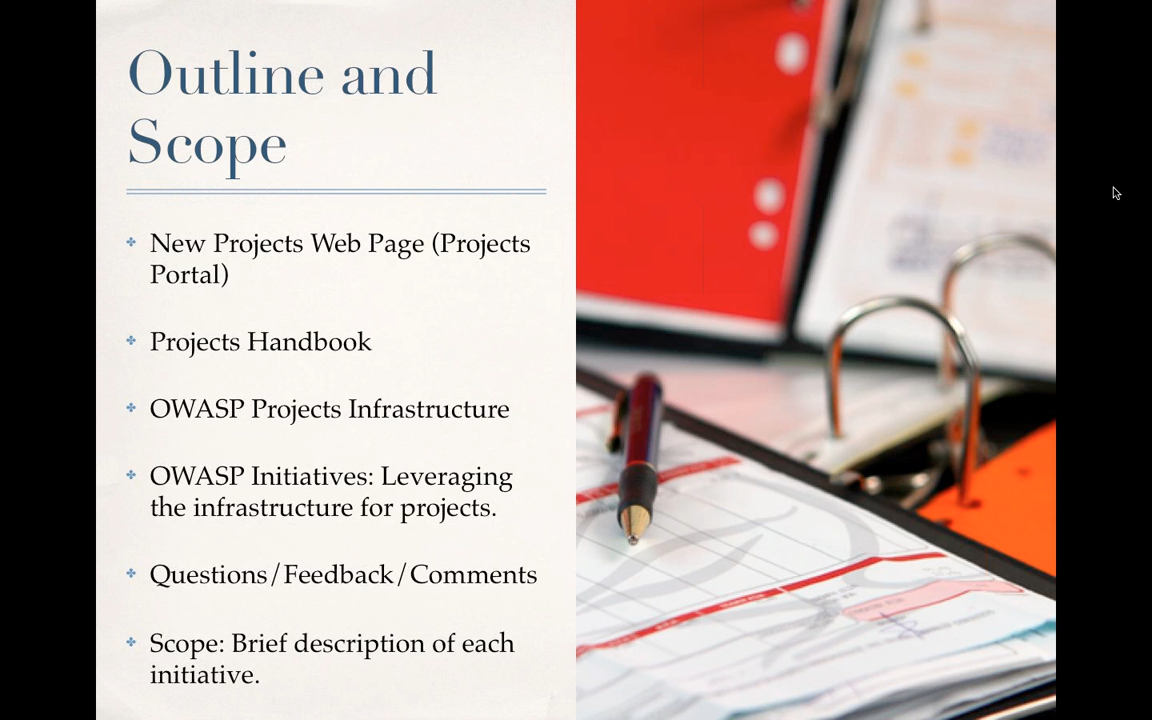 Outline and
Scope
New Projects Web Page (Projects
Portal)
Projects Handbook
OWASP Projects Infrastructure
OWASP Initiatives: Leveraging
the infrastructure for projects.
Questions/Feedback/Comments
Scope: Brief description of each
initiative.